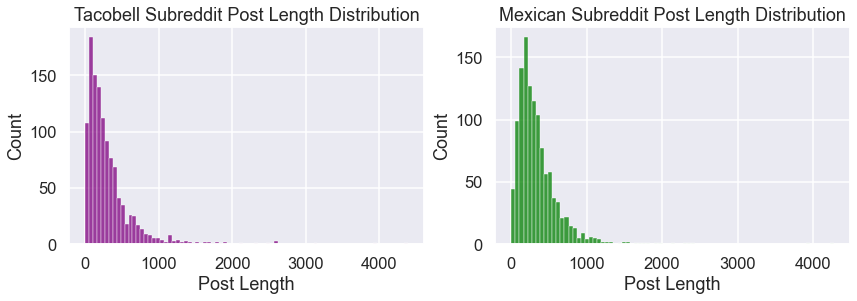 Tacobell Subreddit Post Length Distribution
Count
150
100
50
0
0 1000 2000 3000 4000
Post Length
Mexican Subreddit Post Length Distribution
Count
150
100
50
0
0 1000 2000 3000 4000
Post Length